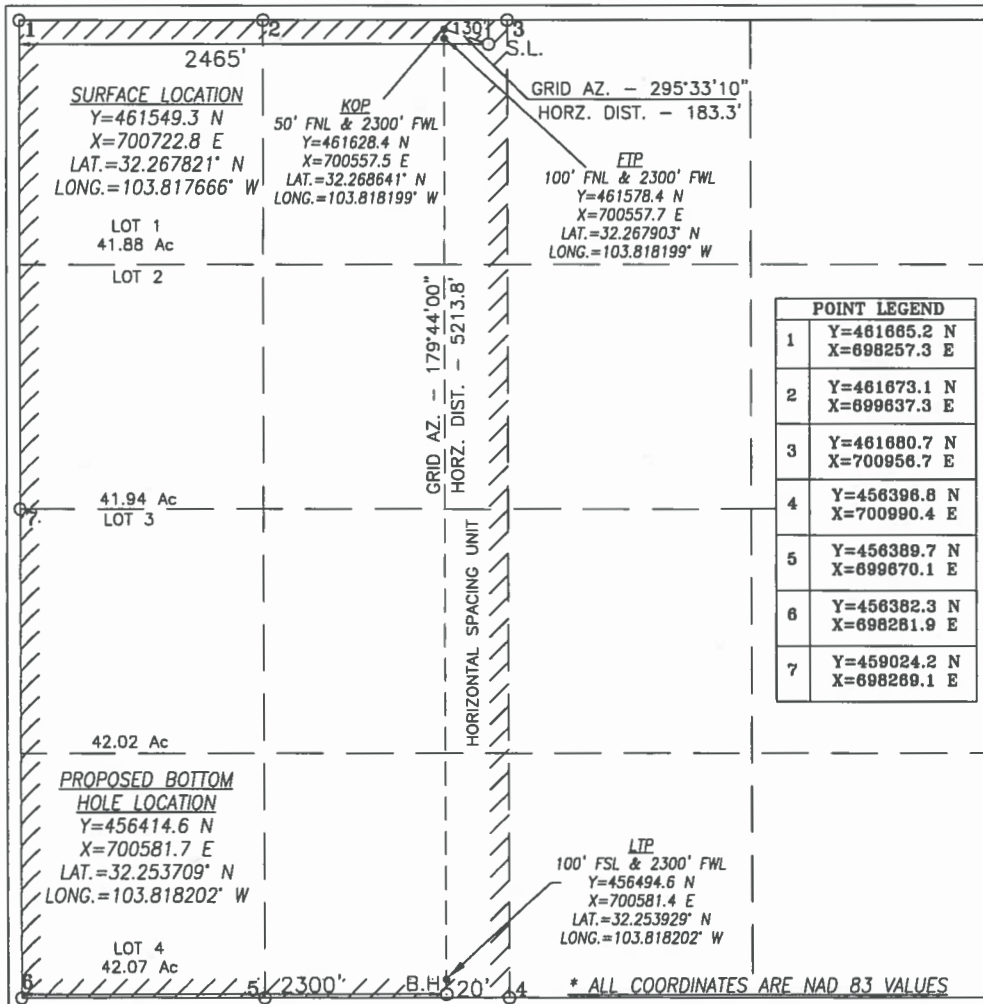 1
2
3
130'
S.L.
2465'
SURFACE LOCATION
Y=461549.3 N
X=700722.8 E
LAT.=32.267821° N
LONG.=103.817666° W
KOP
50' FNL & 2300' FWL
Y=461628.4 N
X=700557.5 E
LAT.=32.268641° N
LONG.=103.818199° W
GRID AZ. - 295°33'10"
HORZ. DIST. - 183.3'
FTP
100' FNL & 2300' FWL
Y=461578.4 N
X=700557.7 E
LAT.=32.267903° N
LONG.=103.818199° W
LOT 1
41.88 Ac
LOT 2
GRID AZ. - 179°44'00"
HORZ. DIST. - 5213.8'
POINT LEGEND
1 Y=461665.2 N
X=698257.3 E
2 Y=461673.1 N
X=699637.3 E
3 Y=461680.7 N
X=700956.7 E
4 Y=456396.8 N
X=700990.4 E
5 Y=456389.7 N
X=699670.1 E
6 Y=456382.3 N
X=698281.9 E
7 Y=459024.2 N
X=698269.1 E
41.94 Ac
7
LOT 3
HORIZONTAL SPACING UNIT
42.02 Ac
PROPOSED BOTTOM
HOLE LOCATION
Y=456414.6 N
X=700581.7 E
LAT.=32.253709° N
LONG.=103.818202° W
LTP
100' FSL & 2300' FWL
Y=456494.6 N
X=700581.4 E
LAT.=32.253929° N
LONG.=103.818202° W
LOT 4
42.07 Ac
6
5
2300'
B.H.
20'
4
* ALL COORDINATES ARE NAD 83 VALUES